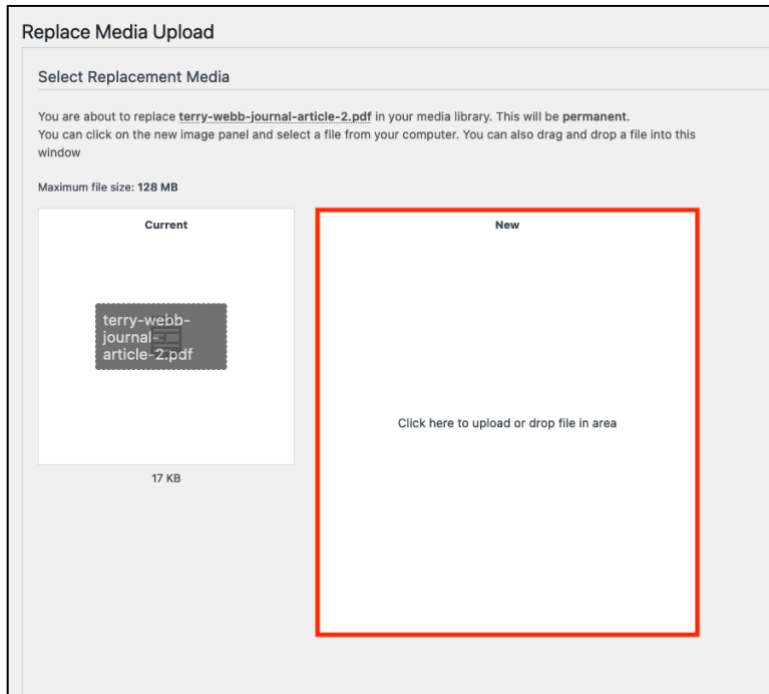 Replace Media Upload
Select Replacement Media
You are about to replace terry-webb-journal-article-2.pdf in your media library. This will be permanent.
You can click on the new image panel and select a file from your computer. You can also drag and drop a file into this
window
Maximum file size: 128 MB
Current
terry-webb-
journal-
article-2.pdf
17 KB
New
Click here to upload or drop file in area